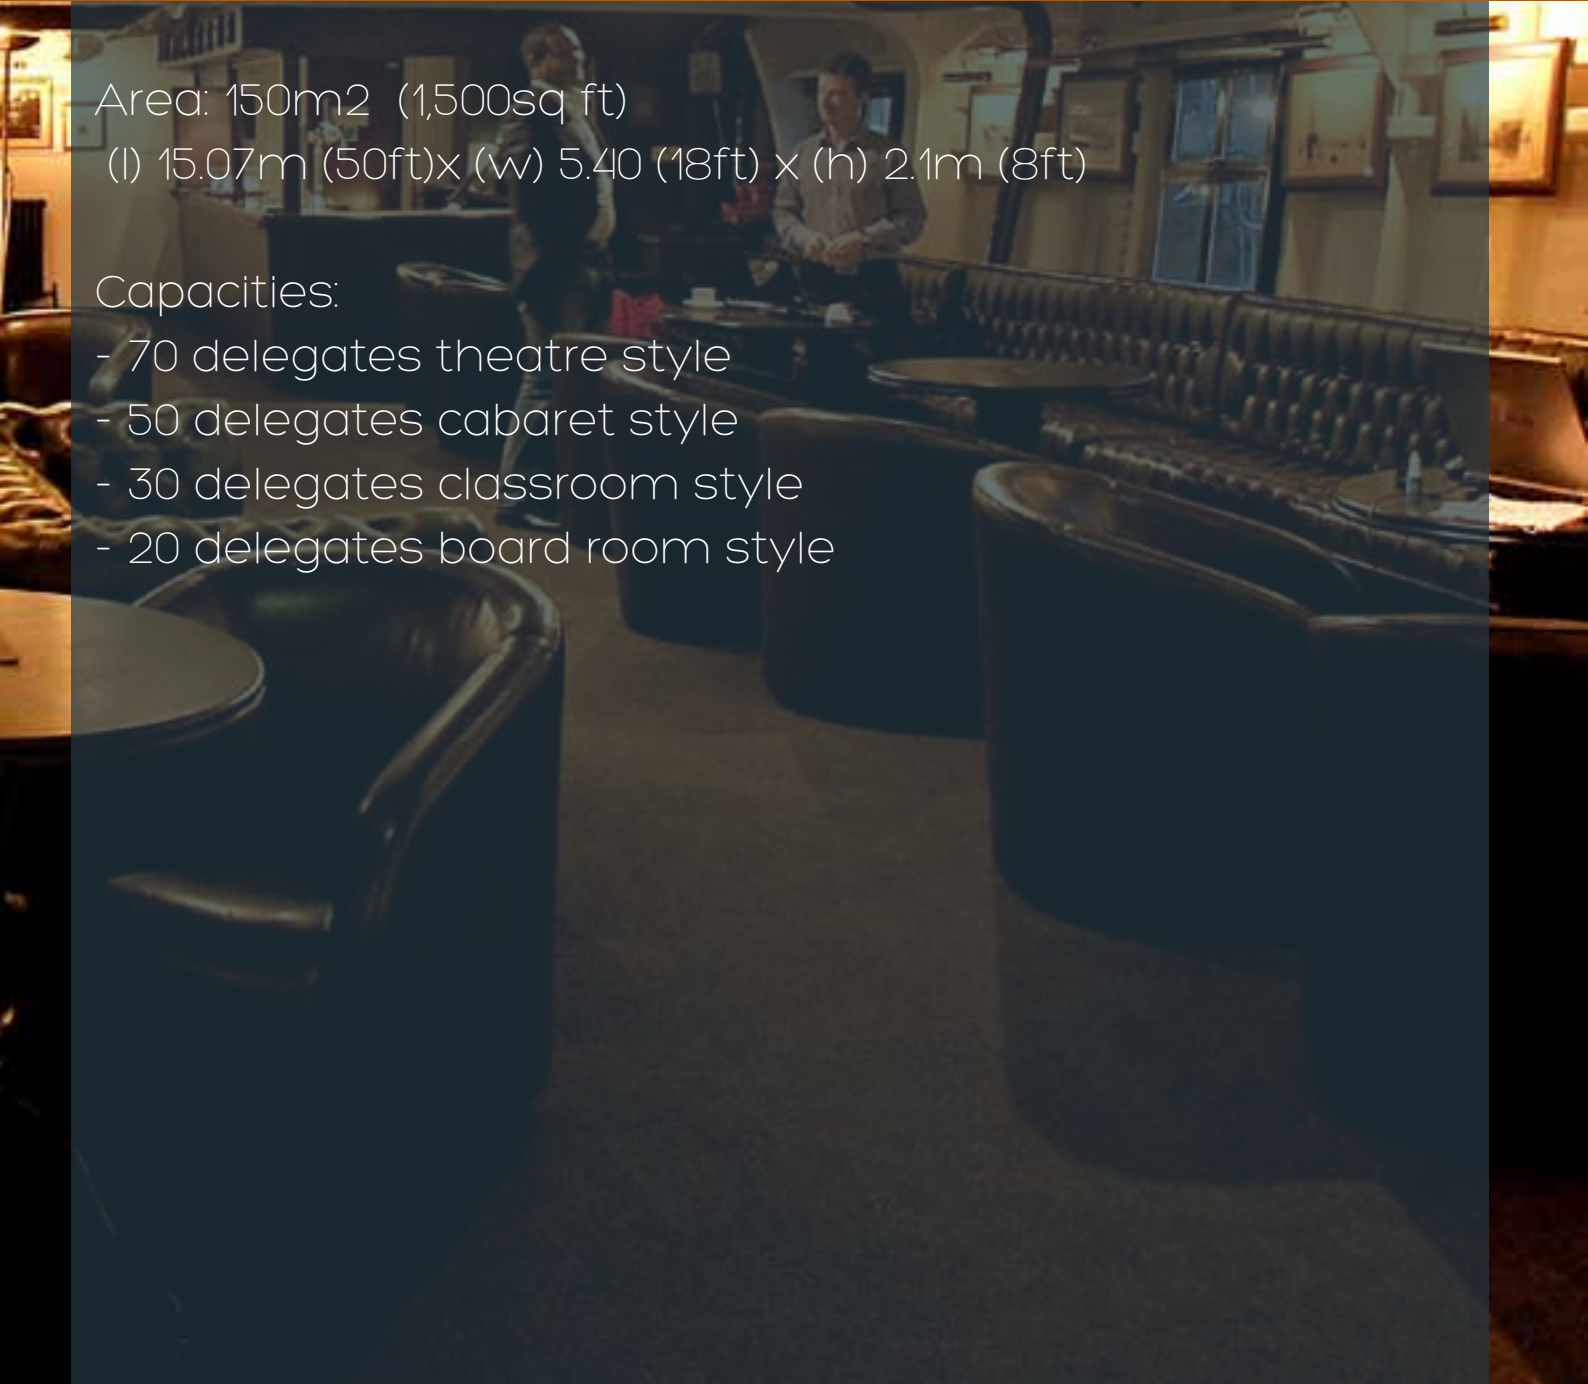 Area: 150m2  (1,500sq ft)
(l) 15.07m (50ft)x (w) 5.40 (18ft) x (h) 2.1m (8ft)
Capacities:
- 70 delegates theatre style
- 50 delegates cabaret style
- 30 delegates classroom style
- 20 delegates board room style